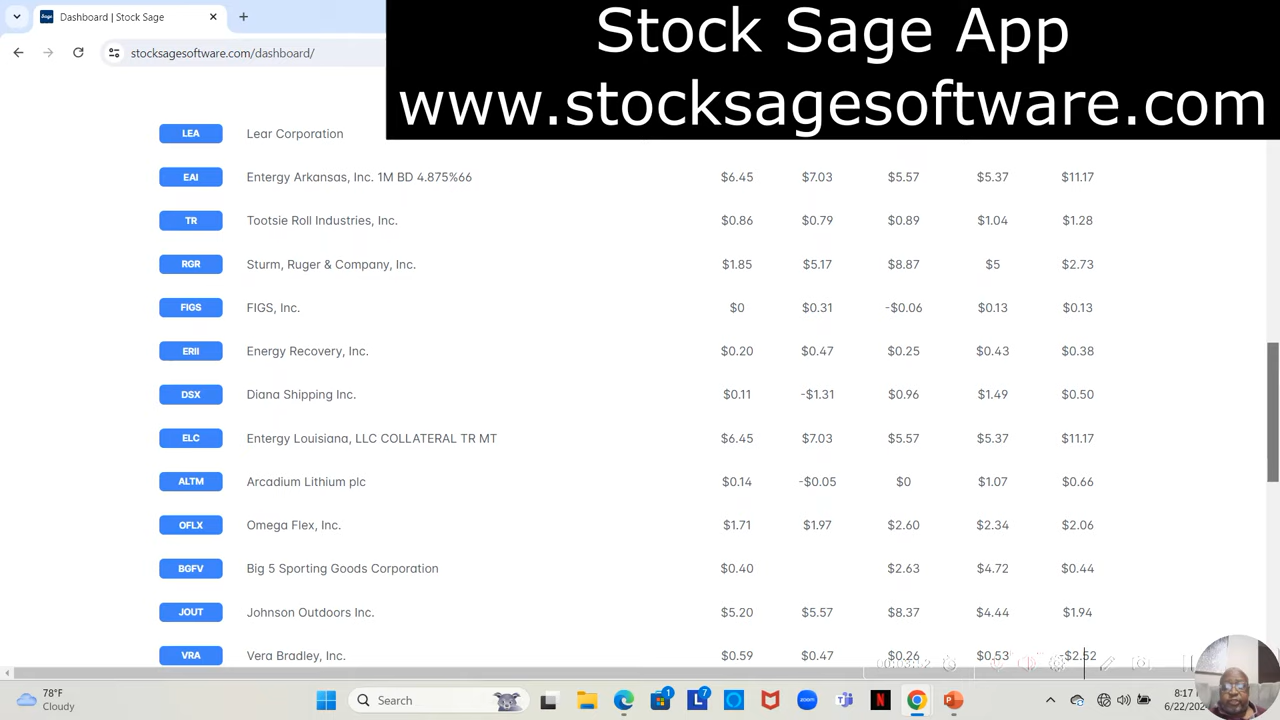 Dashboard | Stock Sage
stocksagesoftware.com/dashboard/
Stock Sage App
www.stocksagesoftware.com
LEA Lear Corporation
EAI Entergy Arkansas, Inc. 1M BD 4.875%66 $6.45 $7.03 $5.57 $5.37 $11.17
TR Tootsie Roll Industries, Inc. $0.86 $0.79 $0.89 $1.04 $1.28
RGR Sturm, Ruger & Company, Inc. $1.85 $5.17 $8.87 $5 $2.73
FIGS FIGS, Inc. $0 $0.31 -$0.06 $0.13 $0.13
ERII Energy Recovery, Inc. $0.20 $0.47 $0.25 $0.43 $0.38
DSX Diana Shipping Inc. $0.11 -$1.31 $0.96 $1.49 $0.50
ELC Entergy Louisiana, LLC COLLATERAL TR MT $6.45 $7.03 $5.57 $5.37 $11.17
ALTM Arcadium Lithium plc $0.14 -$0.05 $0 $1.07 $0.66
OFLX Omega Flex, Inc. $1.71 $1.97 $2.60 $2.34 $2.06
BGFV Big 5 Sporting Goods Corporation $0.40 $2.63 $4.72 $0.44
JOUT Johnson Outdoors Inc. $5.20 $5.57 $8.37 $4.44 $1.94
VRA Vera Bradley, Inc. $0.59 $0.47 $0.26 $0.53 -$2.52
78°F
Cloudy
Search
8:17
6/22/202